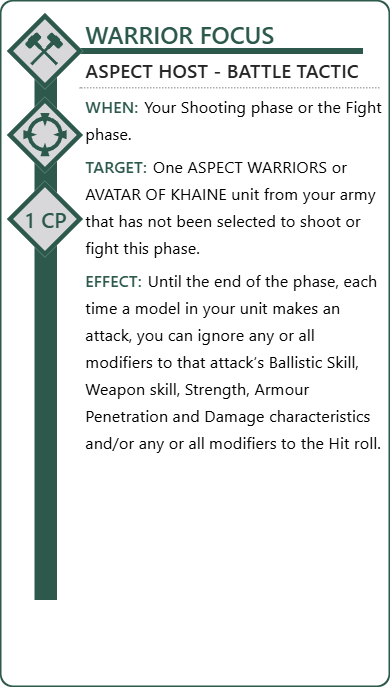 WARRIOR FOCUS
ASPECT HOST - BATTLE TACTIC
WHEN: Your Shooting phase or the Fight
phase.
TARGET: One ASPECT WARRIORS or
AVATAR OF KHAINE unit from your army
that has not been selected to shoot or
fight this phase.
1 CP
EFFECT: Until the end of the phase, each
time a model in your unit makes an
attack, you can ignore any or all
modifiers to that attack’s Ballistic Skill,
Weapon skill, Strength, Armour
Penetration and Damage characteristics
and/or any or all modifiers to the Hit roll.